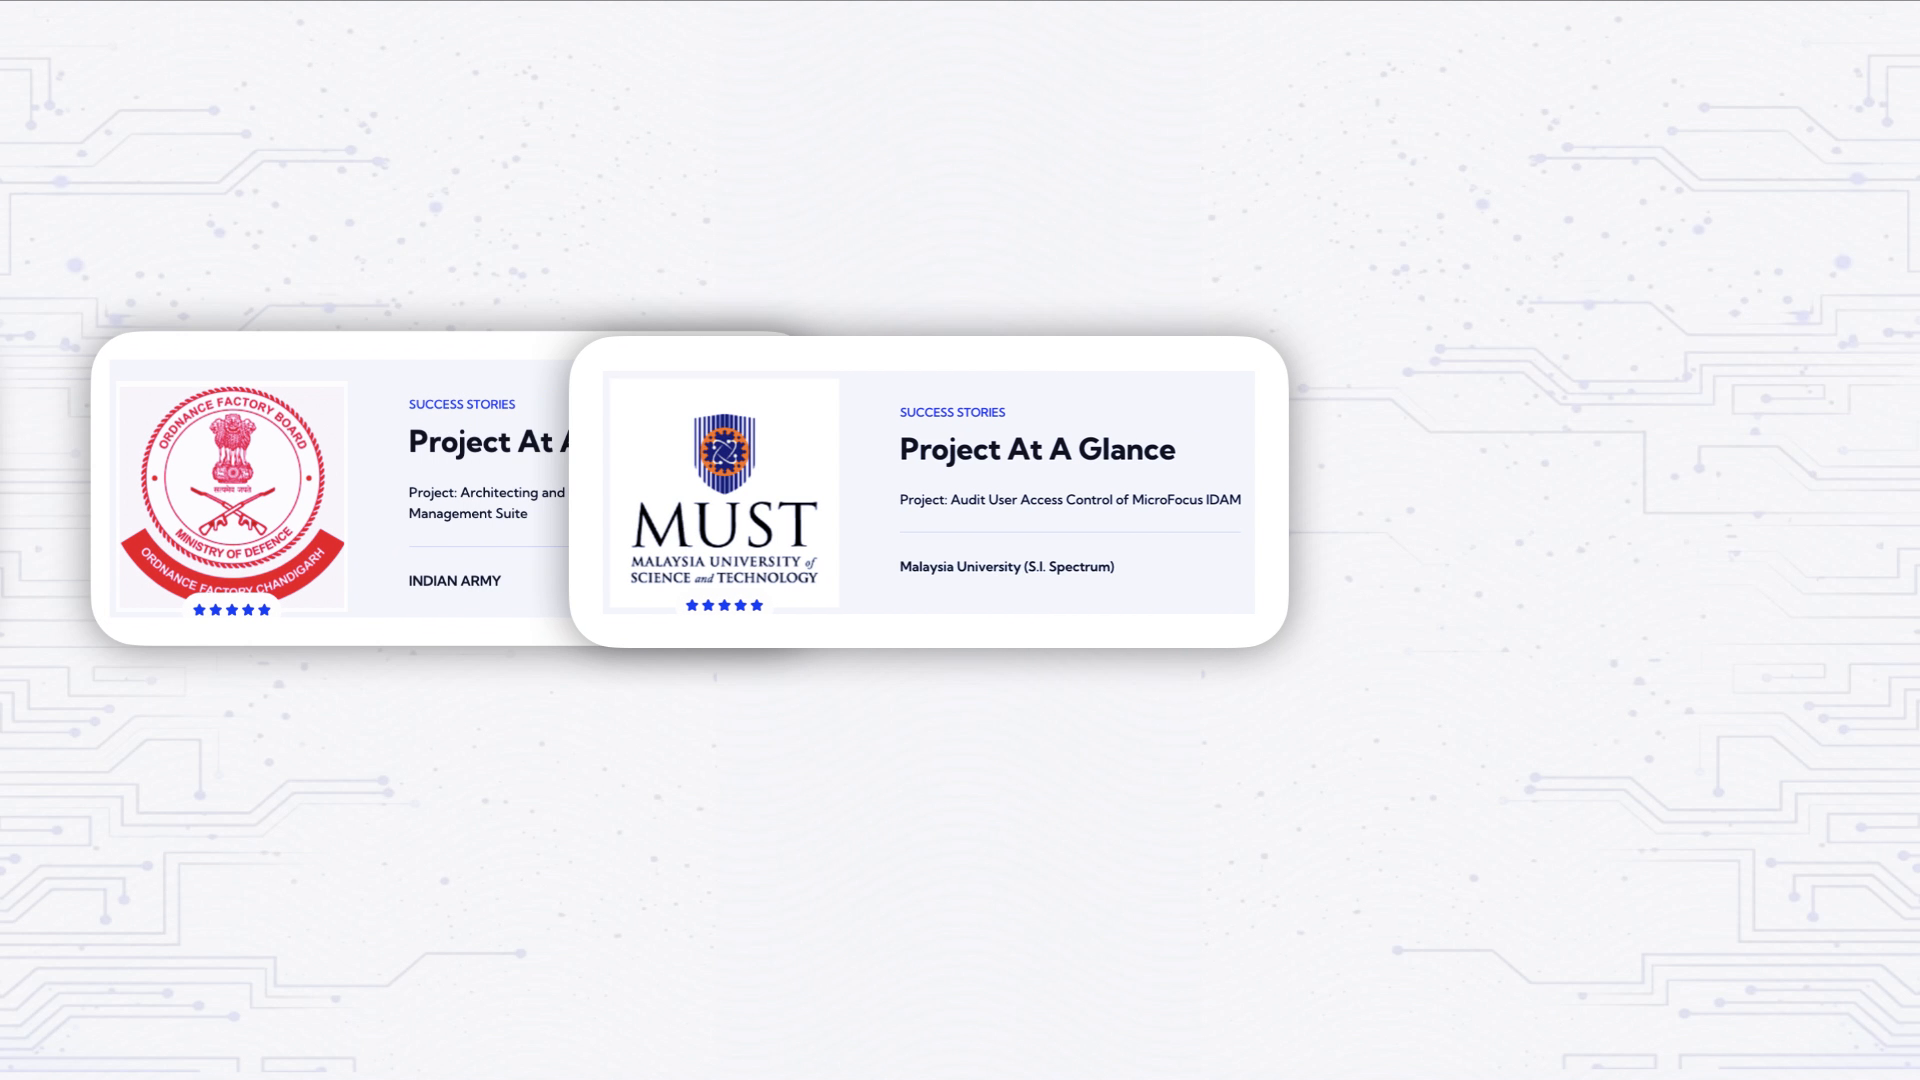 ORDNANCE FACTORY BOARD
सत्यमेव जयते
MINISTRY OF DEFENCE
ORDNANCE FACTORY CHANDIGARH
SUCCESS STORIES
Project At A
Project: Architecting and
Management Suite
INDIAN ARMY
MUST
MALAYSIA UNIVERSITY of
SCIENCE and TECHNOLOGY
SUCCESS STORIES
Project At A Glance
Project: Audit User Access Control of MicroFocus IDAM
Malaysia University (S.I. Spectrum)